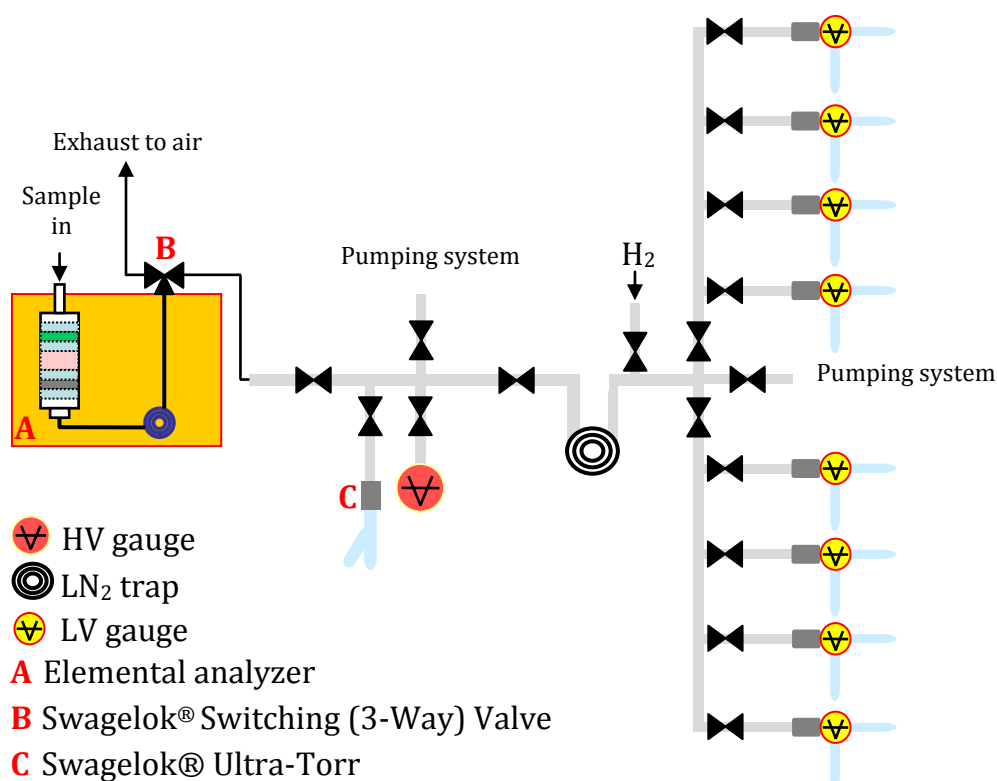 Exhaust to air
Sample
in
B
Pumping system
H₂
Pumping system
A
C
HV gauge
LN₂ trap
LV gauge
A Elemental analyzer
B Swagelok® Switching (3-Way) Valve
C Swagelok® Ultra-Torr